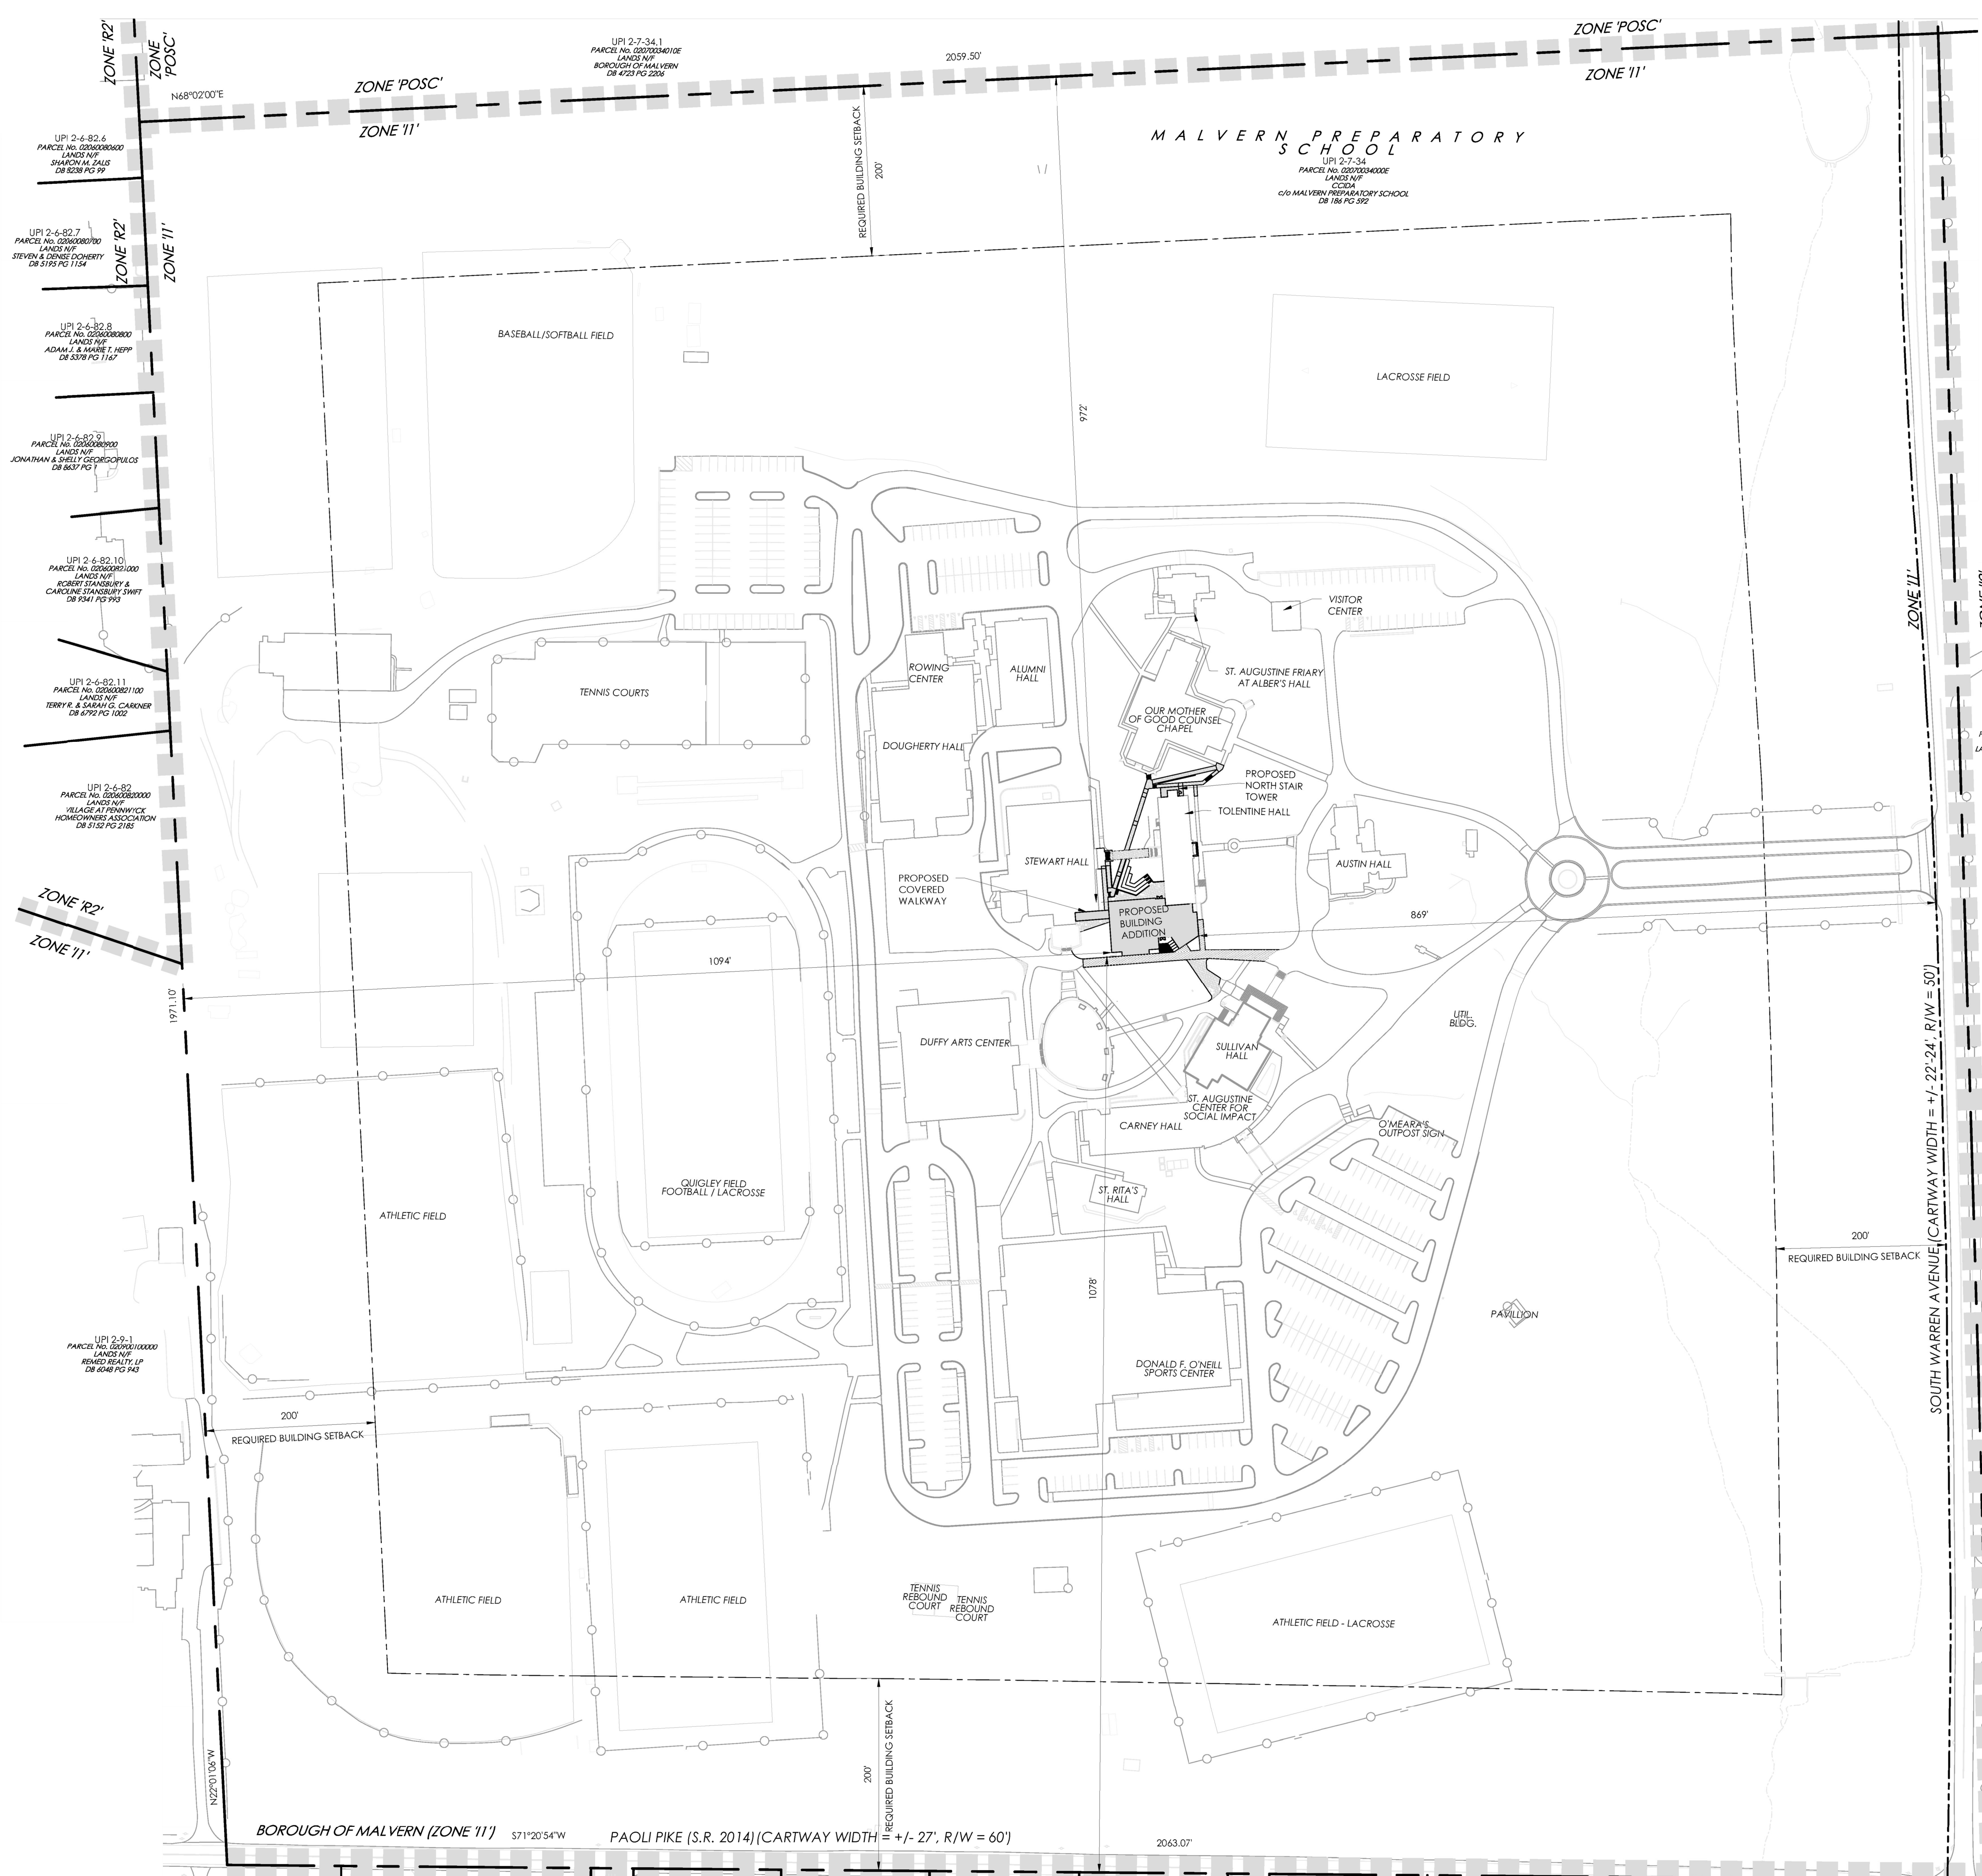 ZONE 'R2'
ZONE
'POSC'
UPI 2-7-34.1
PARCEL No. 02070034010E
LANDS N/F
BOROUGH OF MALVERN
DB 4723 PG 2206
2059.50'
ZONE 'POSC'
ZONE 'POSC'
ZONE 'I1'
N68°02'00"E
ZONE 'I1'
REQUIRED BUILDING SETBACK
200'
MALVERN PREPARATORY
SCHOOL
UPI 2-7-34
PARCEL No. 02070034000E
LANDS N/F
CCIDA
c/o MALVERN PREPARATORY SCHOOL
DB 186 PG 592
UPI 2-6-82.6
PARCEL No. 02060080600
LANDS N/F
SHARON M. ZALIS
DB 8238 PG 99
UPI 2-6-82.7
PARCEL No. 02060080700
LANDS N/F
STEVEN & DENISE DOHERTY
DB 5195 PG 1154
ZONE 'R2'
ZONE 'I1'
UPI 2-6-82.8
PARCEL No. 02060080800
LANDS N/F
ADAM J. & MARIE T. HEPP
DB 5378 PG 1167
UPI 2-6-82.9
PARCEL No. 02060080900
LANDS N/F
JONATHAN & SHELLY GEORGOPULOS
DB 8637 PG
UPI 2-6-82.10
PARCEL No. 020600821000
LANDS N/F
ROBERT STANSBURY &
CAROLINE STANSBURY SWIFT
DB 9341 PG 993
UPI 2-6-82.11
PARCEL No. 020600821100
LANDS N/F
TERRY R. & SARAH G. CARKNER
DB 6792 PG 1002
UPI 2-6-82
PARCEL No. 020600820000
LANDS N/F
VILLAGE AT PENNWYCK
HOMEOWNERS ASSOCIATION
DB 5152 PG 2185
ZONE 'R2'
ZONE 'I1'
1971.10'
BASEBALL/SOFTBALL FIELD
LACROSSE FIELD
972'
VISITOR
CENTER
ZONE 'I1'
ROWING
CENTER
ALUMNI
HALL
TENNIS COURTS
ST. AUGUSTINE FRIARY
AT ALBER'S HALL
OUR MOTHER
OF GOOD COUNSEL
CHAPEL
DOUGHERTY HALL
PROPOSED
NORTH STAIR
TOWER
TOLENTINE HALL
STEWART HALL
AUSTIN HALL
PROPOSED
COVERED
WALKWAY
PROPOSED
BUILDING
ADDITION
869'
1094'
UTIL.
BLDG.
DUFFY ARTS CENTER
SULLIVAN
HALL
ST. AUGUSTINE
CENTER FOR
SOCIAL IMPACT
CARNEY HALL
O'MEARA'S
OUTPOST SIGN
QUIGLEY FIELD
FOOTBALL / LACROSSE
ST. RITA'S
HALL
ATHLETIC FIELD
1078'
200'
REQUIRED BUILDING SETBACK
SOUTH WARREN AVENUE (CARTWAY WIDTH = +/- 22'-24', R/W = 50')
PAVILLION
UPI 2-9-1
PARCEL No. 020900100000
LANDS N/F
REMED REALTY, LP
DB 6048 PG 943
DONALD F. O'NEILL
SPORTS CENTER
200'
REQUIRED BUILDING SETBACK
ATHLETIC FIELD
ATHLETIC FIELD
TENNIS
REBOUND
COURT
TENNIS
REBOUND
COURT
ATHLETIC FIELD - LACROSSE
N22°01'06"W
200'
REQUIRED BUILDING SETBACK
BOROUGH OF MALVERN (ZONE 'I1')
S71°20'54"W
PAOLI PIKE (S.R. 2014) (CARTWAY WIDTH = +/- 27', R/W = 60')
2063.07'